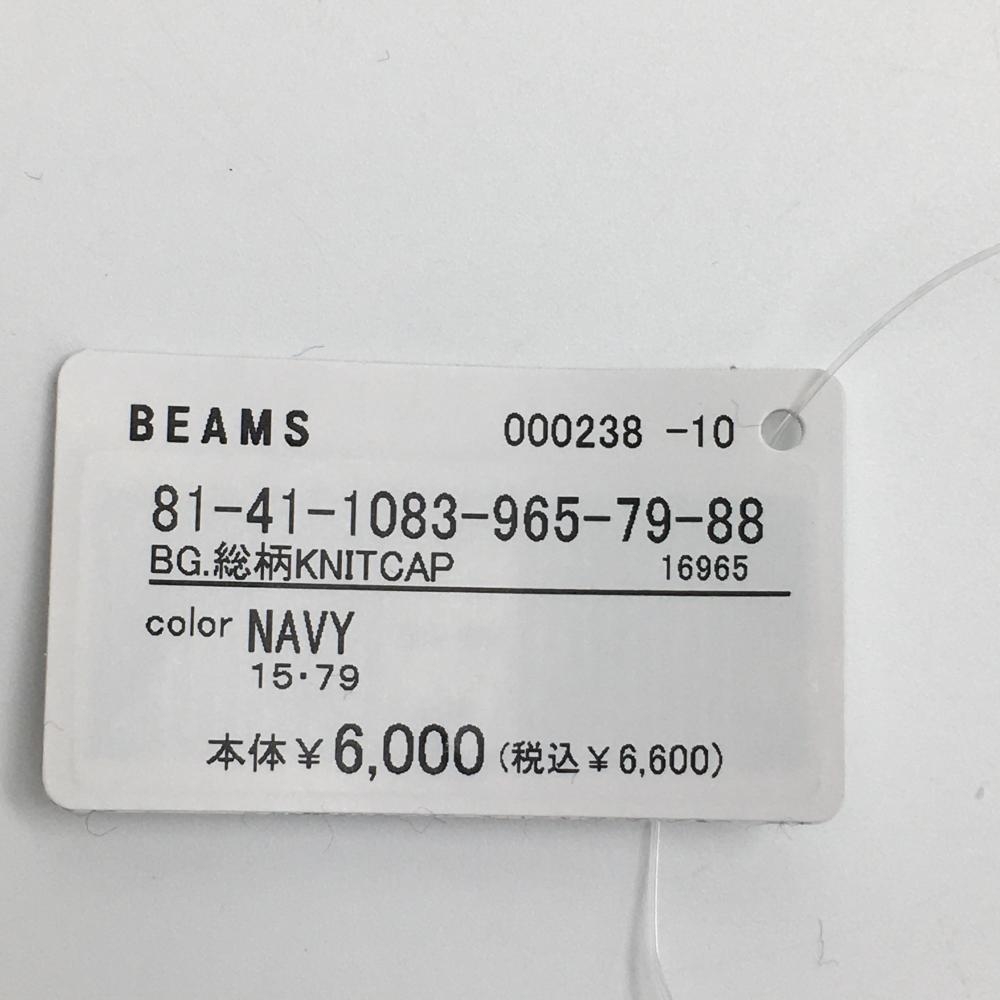 BEAMS 000238 -10
81-41-1083-965-79-88
BG.総柄KNITCAP 16965
color NAVY
15・79
本体¥6,000(税込¥6,600)